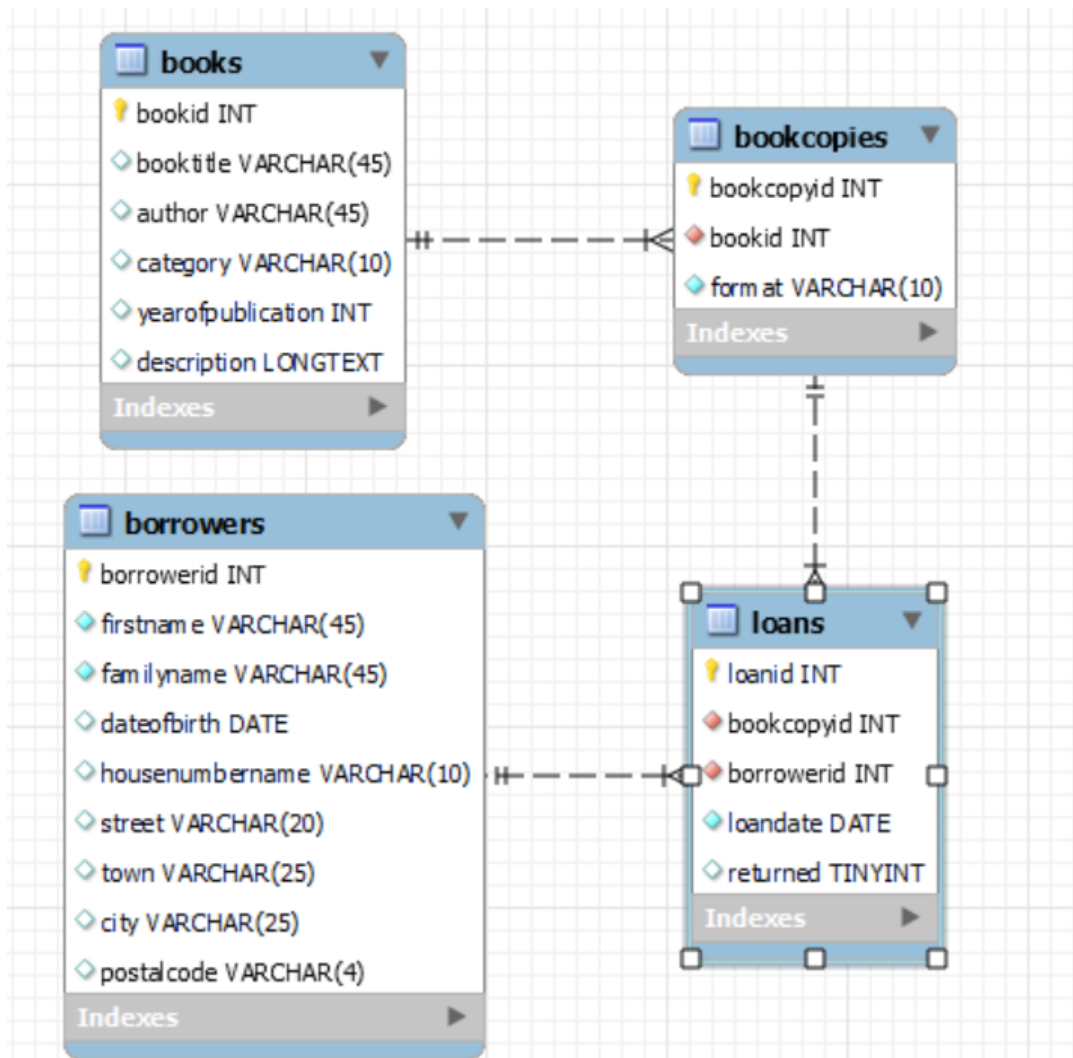 books
bookid INT
booktitle VARCHAR(45)
author VARCHAR(45)
category VARCHAR(10)
yearofpublication INT
description LONGTEXT
Indexes
bookcopies
bookcopyid INT
bookid INT
format VARCHAR(10)
Indexes
borrowers
borrowerid INT
firstname VARCHAR(45)
familyname VARCHAR(45)
dateofbirth DATE
housenumbername VARCHAR(10)
street VARCHAR(20)
town VARCHAR(25)
city VARCHAR(25)
postalcode VARCHAR(4)
Indexes
loans
loanid INT
bookcopyid INT
borrowerid INT
loandate DATE
returned TINYINT
Indexes